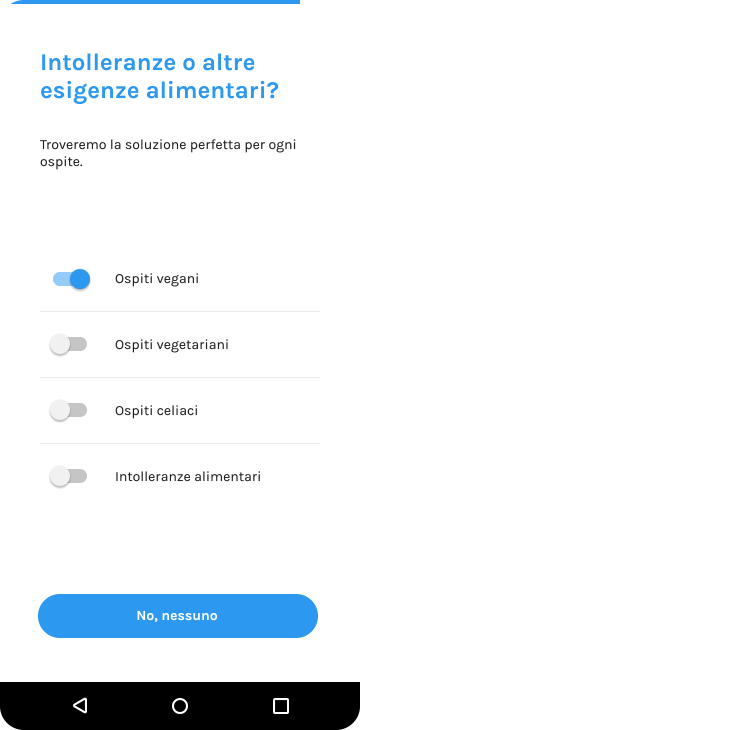 Intolleranze o altre
esigenze alimentari?
Troveremo la soluzione perfetta per ogni
ospite.
Ospiti vegani
Ospiti vegetariani
Ospiti celiaci
Intolleranze alimentari
No, nessuno